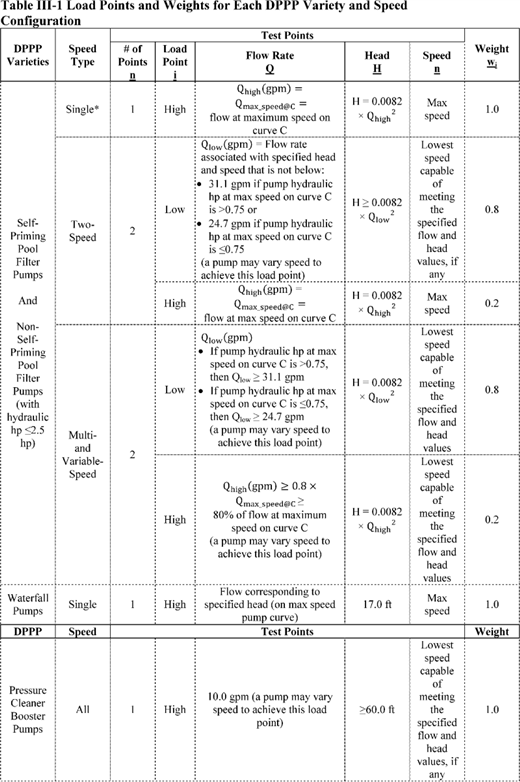 Table III-1 Load Points and Weights for Each DPPP Variety and Speed
Configuration
DPPP
Varieties
Speed
Type
Test Points
# of
Points
n
Load
Point
i
Flow Rate
Q
Head
H
Speed
n
Weight
wᵢ
Self-
Priming
Pool
Filter
Pumps
And
Non-
Self-
Priming
Pool
Filter
Pumps
(with
hydraulic
hp ≤2.5
hp)
Single*
1
High
Q_high(gpm) =
Q_max_speed@C =
flow at maximum speed on
curve C
H = 0.0082
× Q_high²
Max
speed
1.0
Two-
Speed
2
Low
Q_low(gpm) = Flow rate
associated with specified head
and speed that is not below:
• 31.1 gpm if pump hydraulic
hp at max speed on curve C
is >0.75 or
• 24.7 gpm if pump hydraulic
hp at max speed on curve C
is ≤0.75
(a pump may vary speed to
achieve this load point)
H ≥ 0.0082
× Q_low²
Lowest
speed
capable
of
meeting
the
specified
flow and
head
values, if
any
0.8
High
Q_high(gpm) =
Q_max_speed@C =
flow at max speed on curve C
H = 0.0082
× Q_high²
Max
speed
0.2
Multi-
and
Variable-
Speed
2
Low
Q_low(gpm)
• If pump hydraulic hp at max
speed on curve C is >0.75,
then Q_low ≥ 31.1 gpm
• If pump hydraulic hp at max
speed on curve C is ≤0.75,
then Q_low ≥ 24.7 gpm
(a pump may vary speed to
achieve this load point)
H = 0.0082
× Q_low²
Lowest
speed
capable
of
meeting
the
specified
flow and
head
values
0.8
High
Q_high(gpm) ≥ 0.8 ×
Q_max_speed@C ≥
80% of flow at maximum
speed on curve C
(a pump may vary speed to
achieve this load point)
H = 0.0082
× Q_high²
Lowest
speed
capable
of
meeting
the
specified
flow and
head
values
0.2
Waterfall
Pumps
Single
1
High
Flow corresponding to
specified head (on max speed
pump curve)
17.0 ft
Max
speed
1.0
DPPP
Speed
Test Points
Weight
Pressure
Cleaner
Booster
Pumps
All
1
High
10.0 gpm (a pump may vary
speed to achieve this load
point)
≥60.0 ft
Lowest
speed
capable
of
meeting
the
specified
flow and
head
values, if
any
1.0